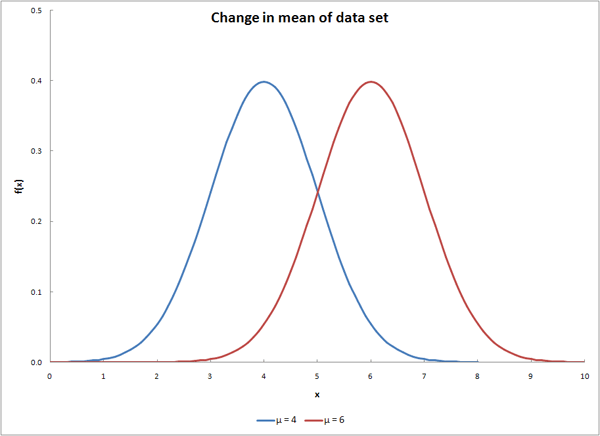 Change in mean of data set
0.5
0.4
0.3
f(x)
0.2
0.1
0.0
0 1 2 3 4 5 6 7 8 9 10
x
μ = 4 μ = 6